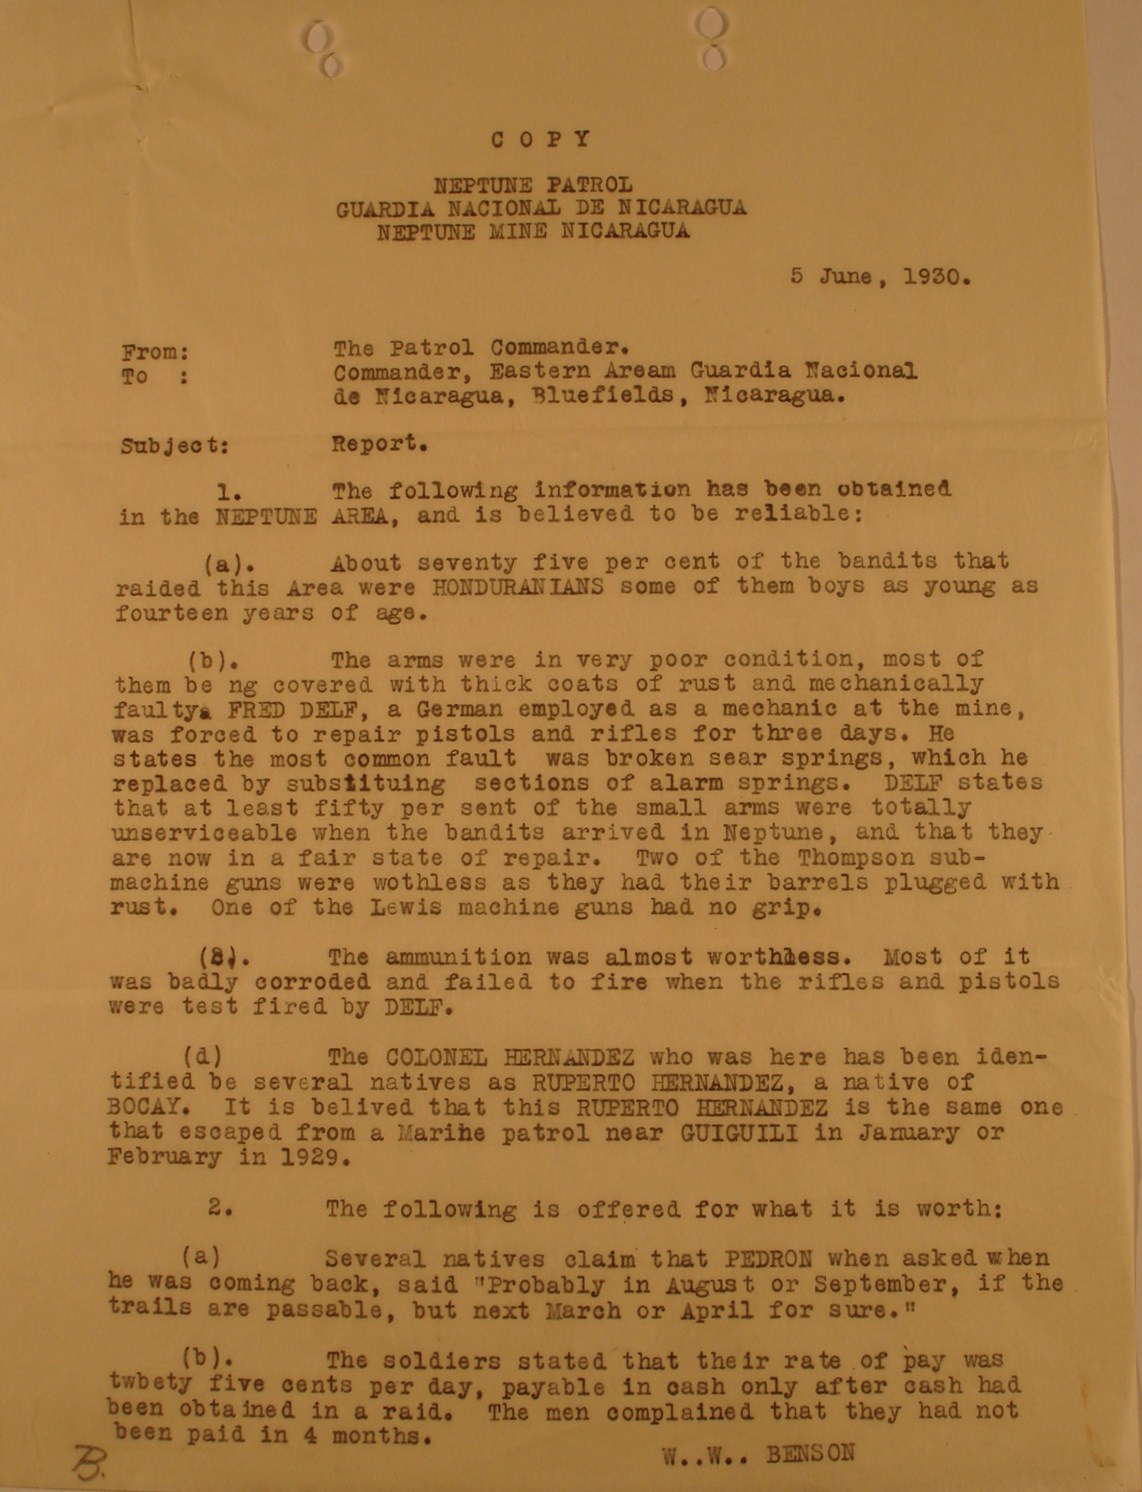 C O P Y
NEPTUNE PATROL
GUARDIA NACIONAL DE NICARAGUA
NEPTUNE MINE NICARAGUA
5 June, 1930.
From: The Patrol Commander.
To : Commander, Eastern Aream Guardia Nacional
de Nicaragua, Bluefields, Nicaragua.
Subject: Report.
1. The following information has been obtained
in the NEPTUNE AREA, and is believed to be reliable:
(a). About seventy five per cent of the bandits that
raided this Area were HONDURANIANS some of them boys as young as
fourteen years of age.
(b). The arms were in very poor condition, most of
them be ng covered with thick coats of rust and mechanically
faulty. FRED DELF, a German employed as a mechanic at the mine,
was forced to repair pistols and rifles for three days. He
states the most common fault was broken sear springs, which he
replaced by substituing sections of alarm springs. DELF states
that at least fifty per sent of the small arms were totally
unserviceable when the bandits arrived in Neptune, and that they
are now in a fair state of repair. Two of the Thompson sub-
machine guns were wothless as they had their barrels plugged with
rust. One of the Lewis machine guns had no grip.
(3). The ammunition was almost worthless. Most of it
was badly corroded and failed to fire when the rifles and pistols
were test fired by DELF.
(d) The COLONEL HERNANDEZ who was here has been iden-
tified be several natives as RUPERTO HERNANDEZ, a native of
BOCAY. It is belived that this RUPERTO HERNANDEZ is the same one
that escaped from a Marine patrol near GUIGUILI in January or
February in 1929.
2. The following is offered for what it is worth:
(a) Several natives claim that PEDRON when asked when
he was coming back, said "Probably in August or September, if the
trails are passable, but next March or April for sure."
(b). The soldiers stated that their rate of pay was
twbety five cents per day, payable in cash only after cash had
been obtained in a raid. The men complained that they had not
been paid in 4 months.
W..W.. BENSON
B.